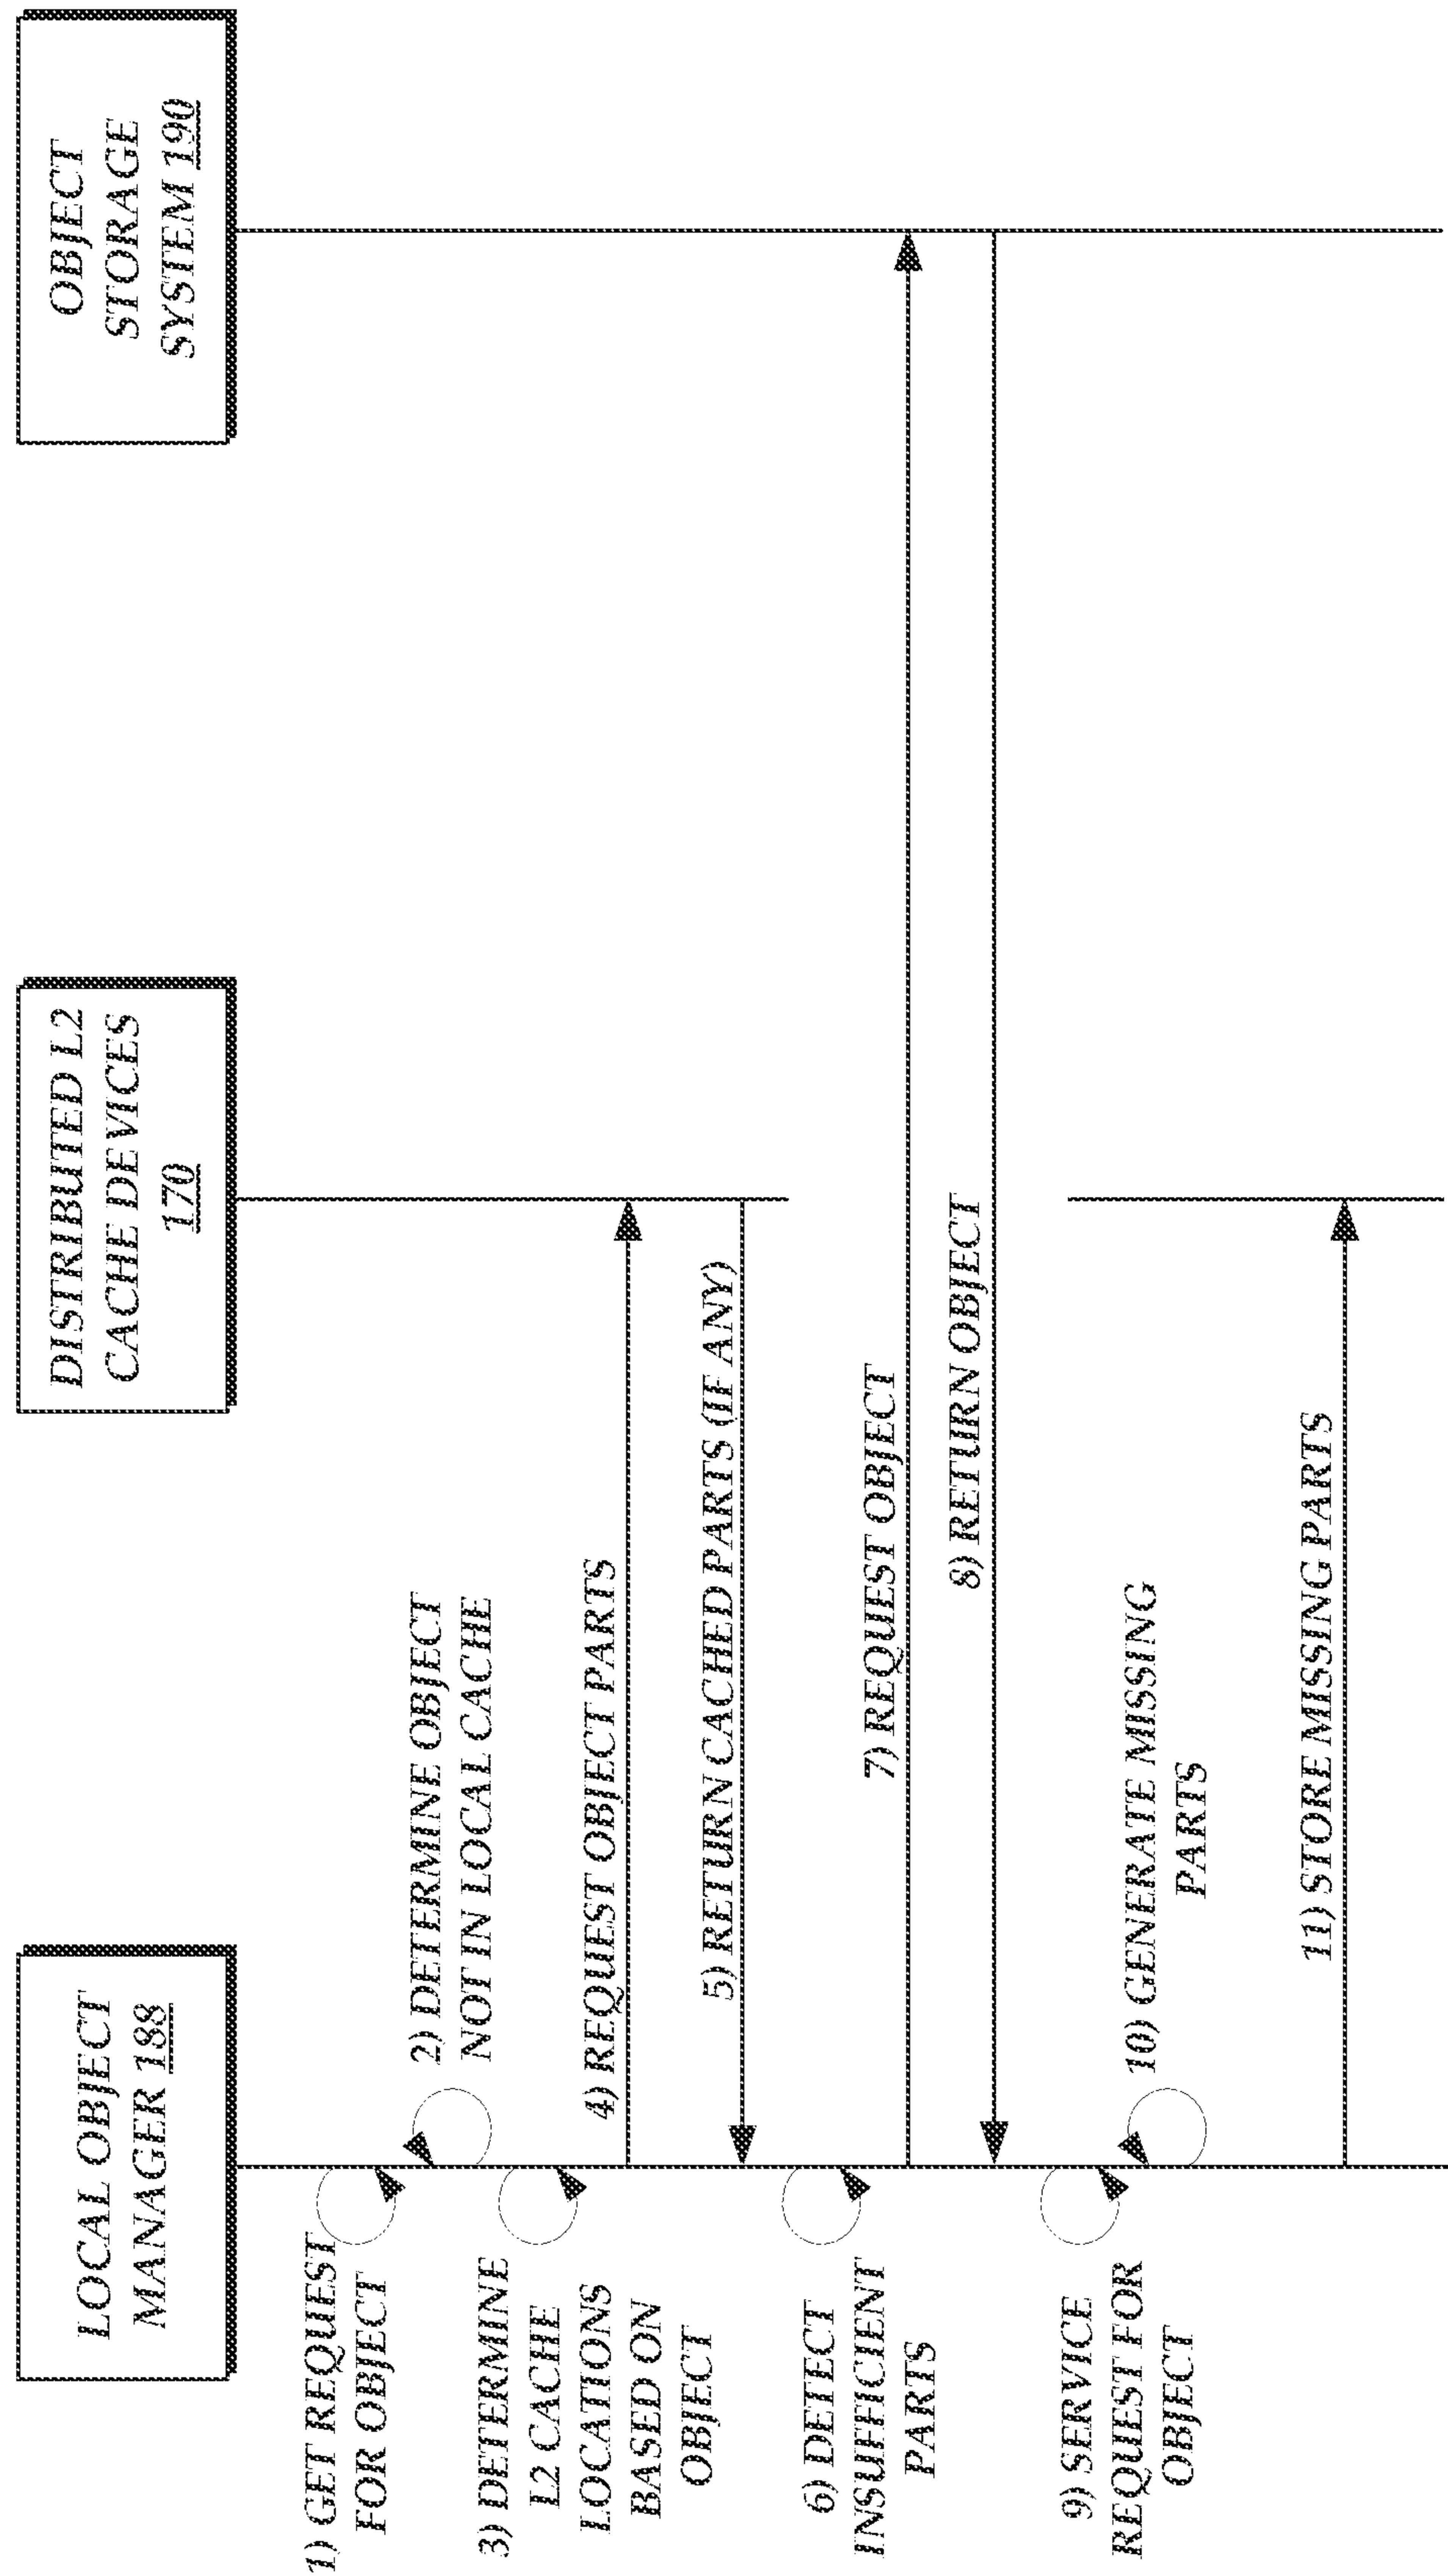 LOCAL OBJECT
MANAGER 188
DISTRIBUTED L2
CACHE DEVICES
170
OBJECT
STORAGE
SYSTEM 190
1) GET REQUEST
FOR OBJECT
2) DETERMINE OBJECT
NOT IN LOCAL CACHE
3) DETERMINE
L2 CACHE
LOCATIONS
BASED ON
OBJECT
4) REQUEST OBJECT PARTS
5) RETURN CACHED PARTS (IF ANY)
6) DETECT
INSUFFICIENT
PARTS
7) REQUEST OBJECT
8) RETURN OBJECT
9) SERVICE
REQUEST FOR
OBJECT
10) GENERATE MISSING
PARTS
11) STORE MISSING PARTS